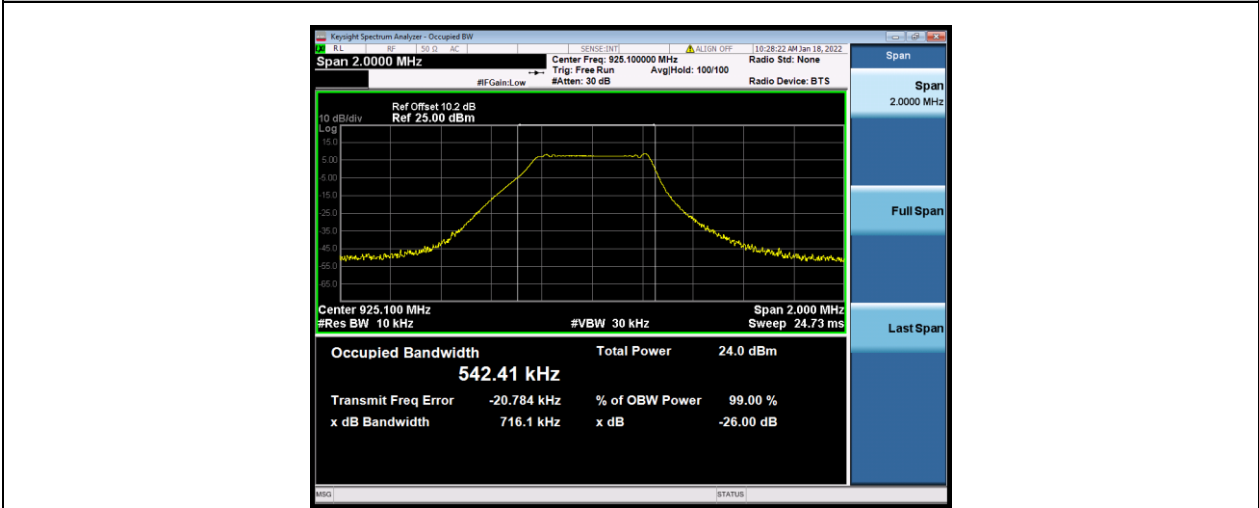 Keysight Spectrum Analyzer - Occupied BW
RL RF 50 Ω AC SENSE:INT ALIGN OFF 10:28:22 AM Jan 18, 2022
Span 2.0000 MHz
Center Freq: 925.100000 MHz Radio Std: None
Trig: Free Run Avg|Hold: 100/100
#IFGain:Low #Atten: 30 dB Radio Device: BTS
Ref Offset 10.2 dB
10 dB/div Ref 25.00 dBm
Log
15.0
5.00
-5.00
-15.0
-25.0
-35.0
-45.0
-55.0
-65.0
Center 925.100 MHz Span 2.000 MHz
#Res BW 10 kHz #VBW 30 kHz Sweep 24.73 ms
Occupied Bandwidth Total Power 24.0 dBm
542.41 kHz
Transmit Freq Error -20.784 kHz % of OBW Power 99.00 %
x dB Bandwidth 716.1 kHz x dB -26.00 dB
MSG STATUS
Span
Span
2.0000 MHz
Full Span
Last Span